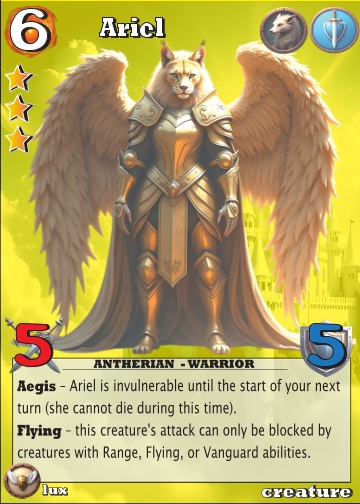 6 Ariel
5 5
ANTHERIAN - WARRIOR
Aegis - Ariel is invulnerable until the start of your next
turn (she cannot die during this time).
Flying - this creature's attack can only be blocked by
creatures with Range, Flying, or Vanguard abilities.
lux creature